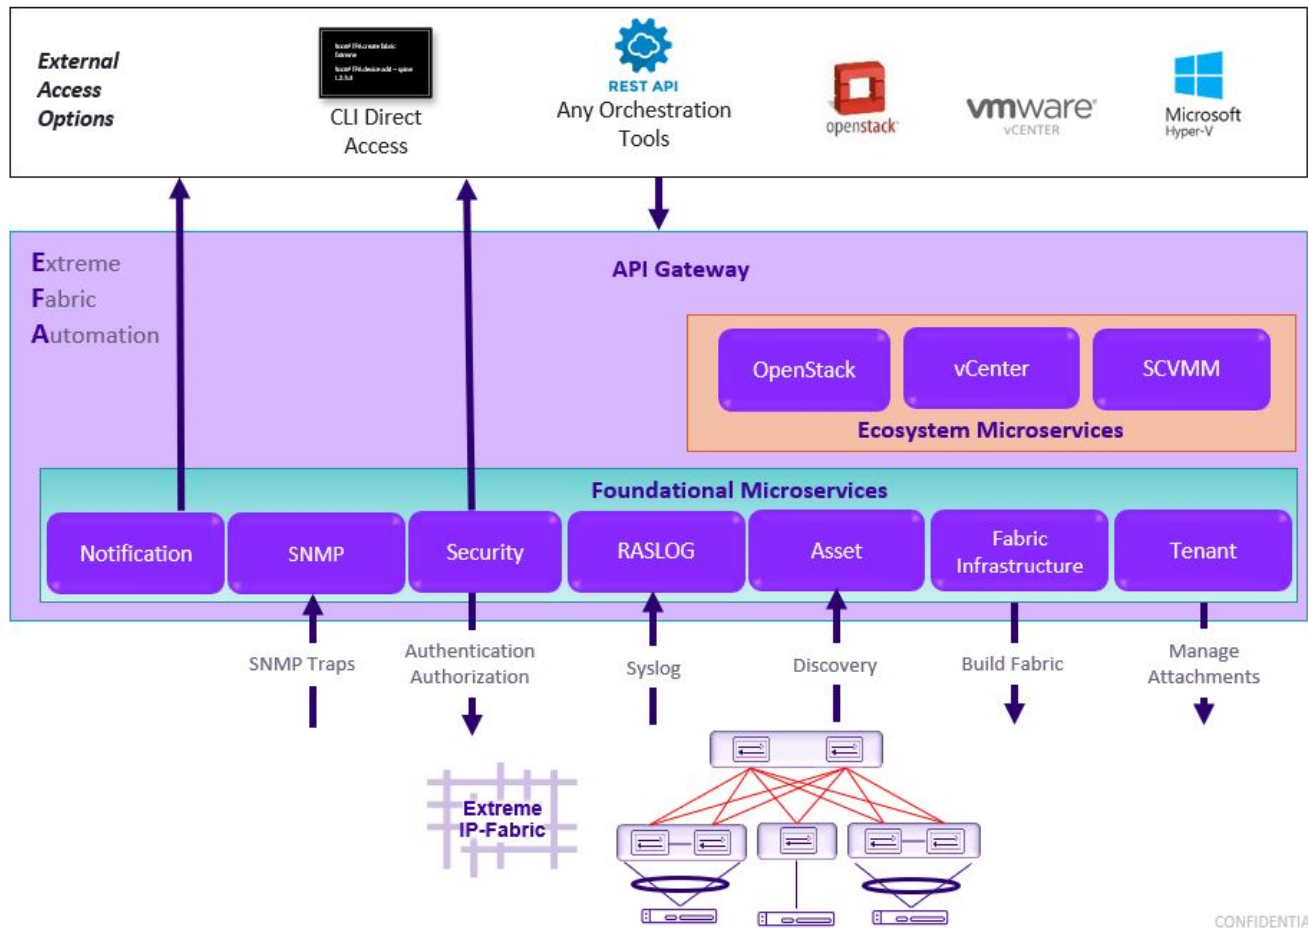 External
Access
Options
CLI Direct
Access
REST API
Any Orchestration
Tools
openstack
vmware
vCENTER
Microsoft
Hyper-V
Extreme
Fabric
Automation
API Gateway
OpenStack
vCenter
SCVMM
Ecosystem Microservices
Foundational Microservices
Notification
SNMP
Security
RASLOG
Asset
Fabric
Infrastructure
Tenant
SNMP Traps
Authentication
Authorization
Syslog
Discovery
Build Fabric
Manage
Attachments
Extreme
IP-Fabric
CONFIDENTIA